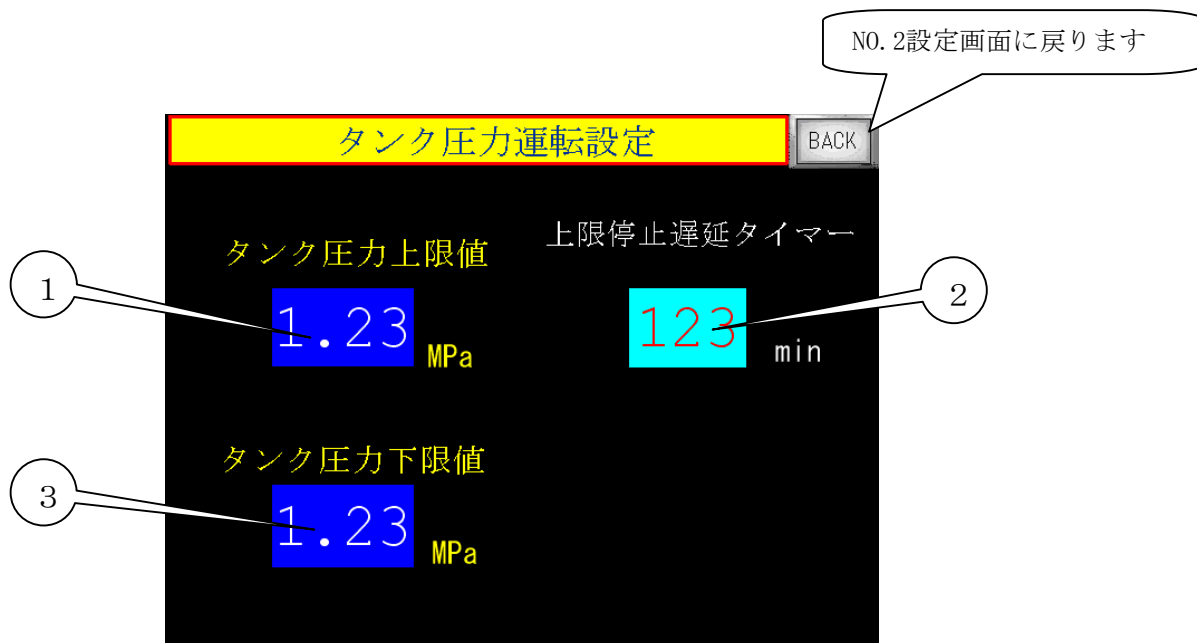 NO.2設定画面に戻ります
タンク圧力運転設定
BACK
タンク圧力上限値
上限停止遅延タイマー
1
1.23
MPa
123
min
2
タンク圧力下限値
3
1.23
MPa